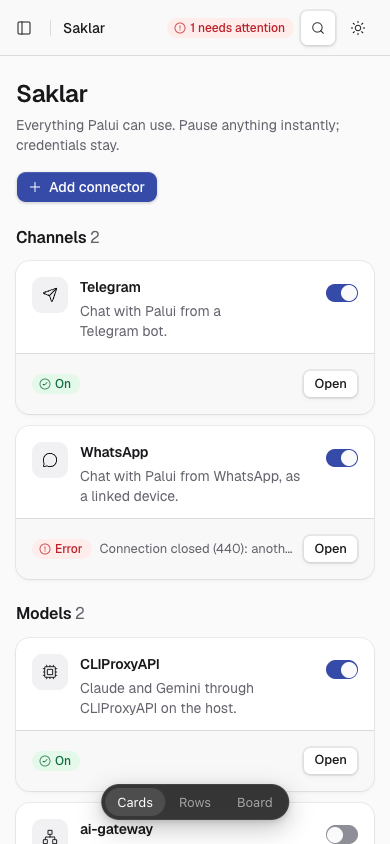 Saklar
1 needs attention
Saklar
Everything Palui can use. Pause anything instantly;
credentials stay.
Add connector
Channels 2
Telegram
Chat with Palui from a
Telegram bot.
On
Open
WhatsApp
Chat with Palui from WhatsApp, as
a linked device.
Error
Connection closed (440): anoth...
Open
Models 2
CLIProxyAPI
Claude and Gemini through
CLIProxyAPI on the host.
On
Open
Cards
Rows
Board
ai-gateway